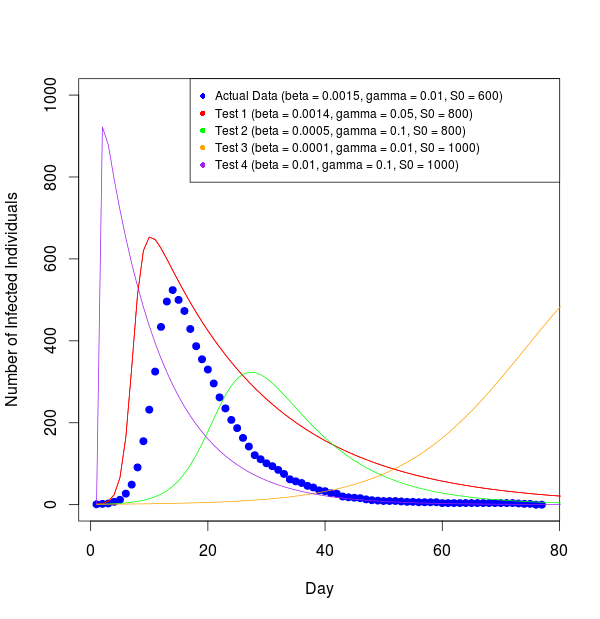 Actual Data (beta = 0.0015, gamma = 0.01, S0 = 600)
Test 1 (beta = 0.0014, gamma = 0.05, S0 = 800)
Test 2 (beta = 0.0005, gamma = 0.1, S0 = 800)
Test 3 (beta = 0.0001, gamma = 0.01, S0 = 1000)
Test 4 (beta = 0.01, gamma = 0.1, S0 = 1000)
Number of Infected Individuals
1000
800
600
400
200
0
0 20 40 60 80
Day